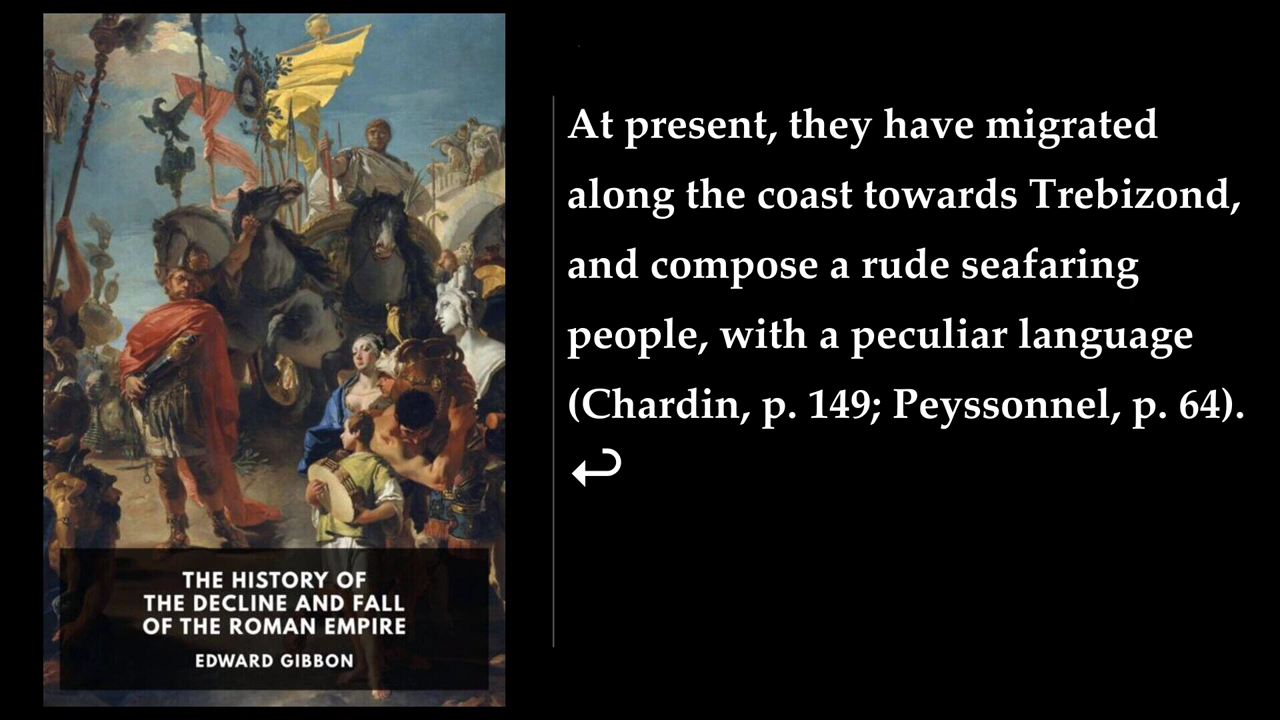 At present, they have migrated
along the coast towards Trebizond,
and compose a rude seafaring
people, with a peculiar language
(Chardin, p. 149; Peyssonnel, p. 64).
↩
THE HISTORY OF
THE DECLINE AND FALL
OF THE ROMAN EMPIRE
EDWARD GIBBON